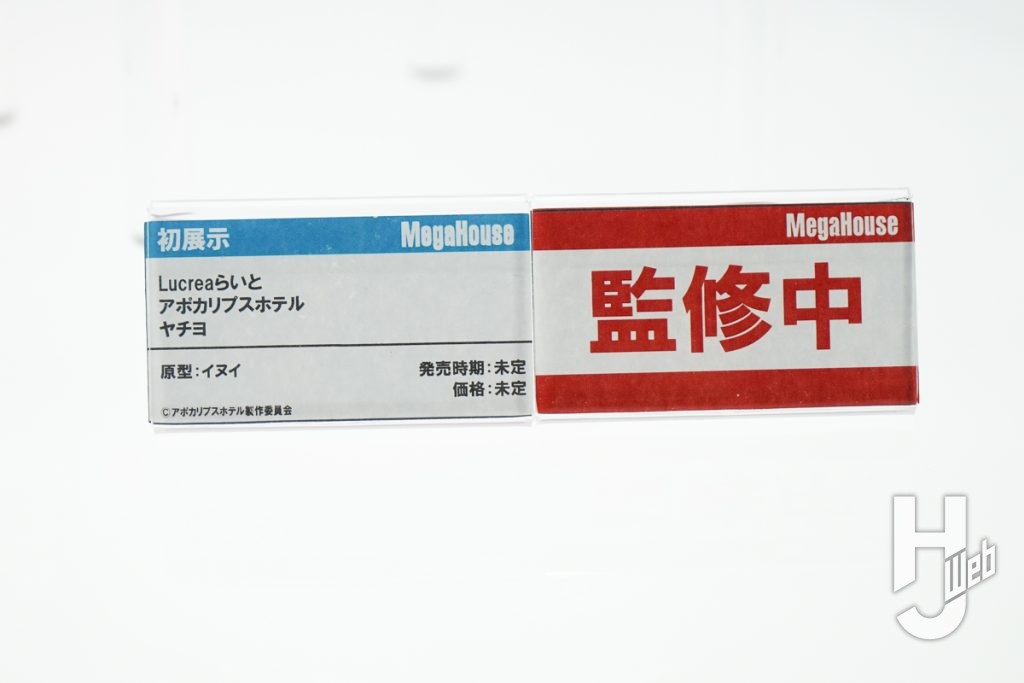 初展示 MegaHouse
Lucreaらいと
アポカリプスホテル
ヤチヨ
原型:イヌイ 発売時期:未定
価格:未定
©アポカリプスホテル製作委員会
MegaHouse
監修中
HJ Web